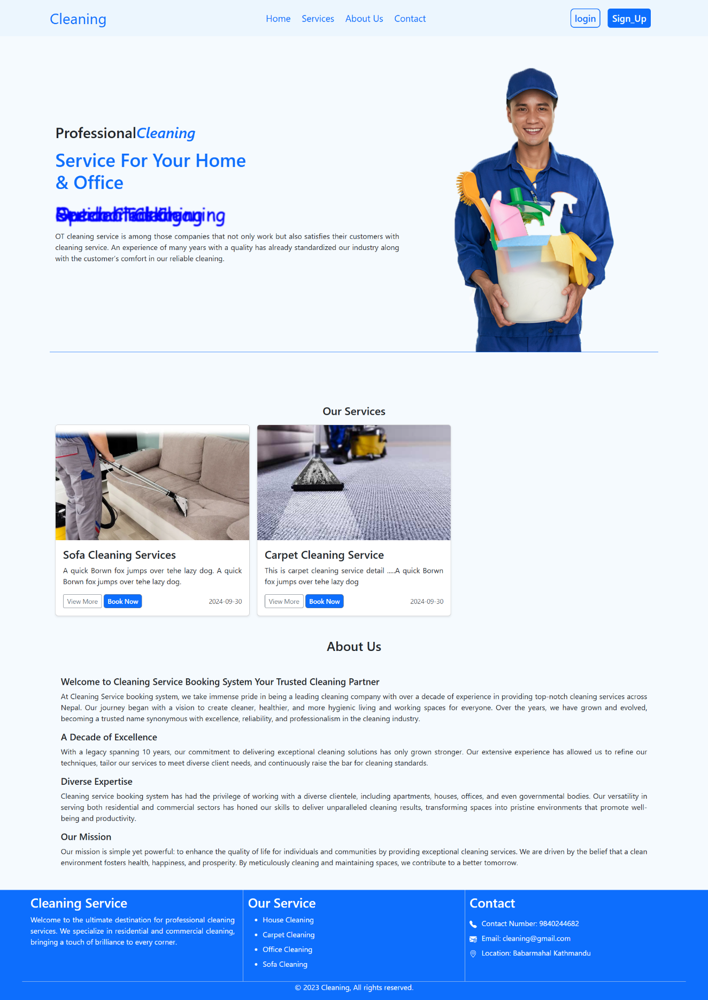 Cleaning
Home Services About Us Contact
login Sign_Up
ProfessionalCleaning
Service For Your Home
& Office
OT cleaning service is among those companies that not only work but also satisfies their customers with
cleaning service. An experience of many years with a quality has already standardized our industry along
with the customer's comfort in our reliable cleaning.
Our Services
Sofa Cleaning Services
A quick Borwn fox jumps over tehe lazy dog. A quick
Borwn fox jumps over tehe lazy dog.
View More Book Now 2024-09-30
Carpet Cleaning Service
This is carpet cleaning service detail .....A quick Borwn
fox jumps over tehe lazy dog
View More Book Now 2024-09-30
About Us
Welcome to Cleaning Service Booking System Your Trusted Cleaning Partner
At Cleaning Service booking system, we take immense pride in being a leading cleaning company with over a decade of experience in providing top-notch cleaning services across
Nepal. Our journey began with a vision to create cleaner, healthier, and more hygienic living and working spaces for everyone. Over the years, we have grown and evolved,
becoming a trusted name synonymous with excellence, reliability, and professionalism in the cleaning industry.
A Decade of Excellence
With a legacy spanning 10 years, our commitment to delivering exceptional cleaning solutions has only grown stronger. Our extensive experience has allowed us to refine our
techniques, tailor our services to meet diverse client needs, and continuously raise the bar for cleaning standards.
Diverse Expertise
Cleaning service booking system has had the privilege of working with a diverse clientele, including apartments, houses, offices, and even governmental bodies. Our versatility in
serving both residential and commercial sectors has honed our skills to deliver unparalleled cleaning results, transforming spaces into pristine environments that promote well-
being and productivity.
Our Mission
Our mission is simple yet powerful: to enhance the quality of life for individuals and communities by providing exceptional cleaning services. We are driven by the belief that a clean
environment fosters health, happiness, and prosperity. By meticulously cleaning and maintaining spaces, we contribute to a better tomorrow.
Cleaning Service
Welcome to the ultimate destination for professional cleaning
services. We specialize in residential and commercial cleaning,
bringing a touch of brilliance to every corner.
Our Service
• House Cleaning
• Carpet Cleaning
• Office Cleaning
• Sofa Cleaning
Contact
Contact Number: 9840244682
Email: cleaning@gmail.com
Location: Babarmahal Kathmandu
© 2023 Cleaning, All rights reserved.